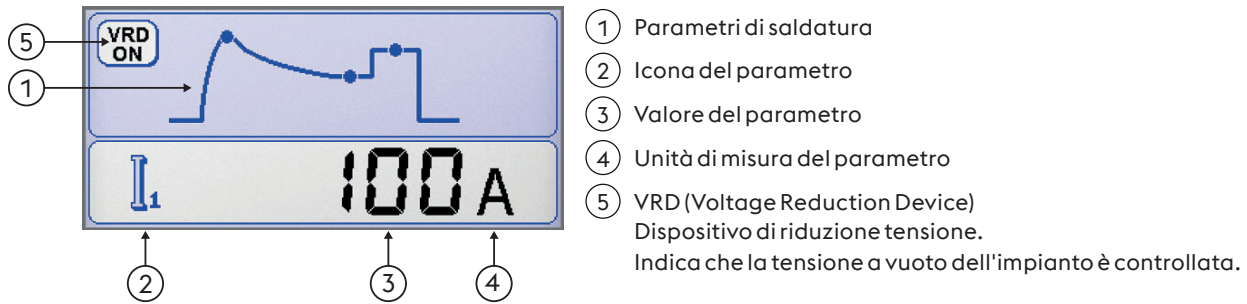 5
VRD
ON
1
I1
100 A
2
3
4
1 Parametri di saldatura
2 Icona del parametro
3 Valore del parametro
4 Unità di misura del parametro
5 VRD (Voltage Reduction Device)
Dispositivo di riduzione tensione.
Indica che la tensione a vuoto dell'impianto è controllata.